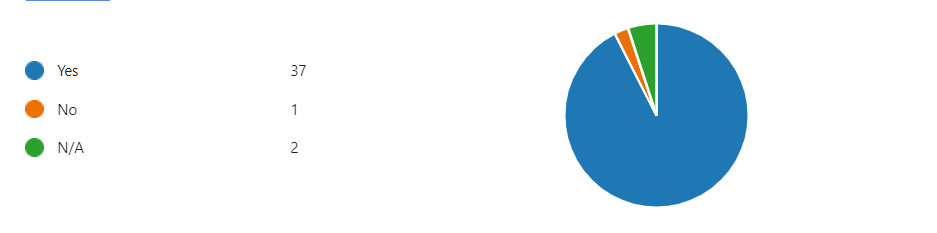 Yes 37
No 1
N/A 2